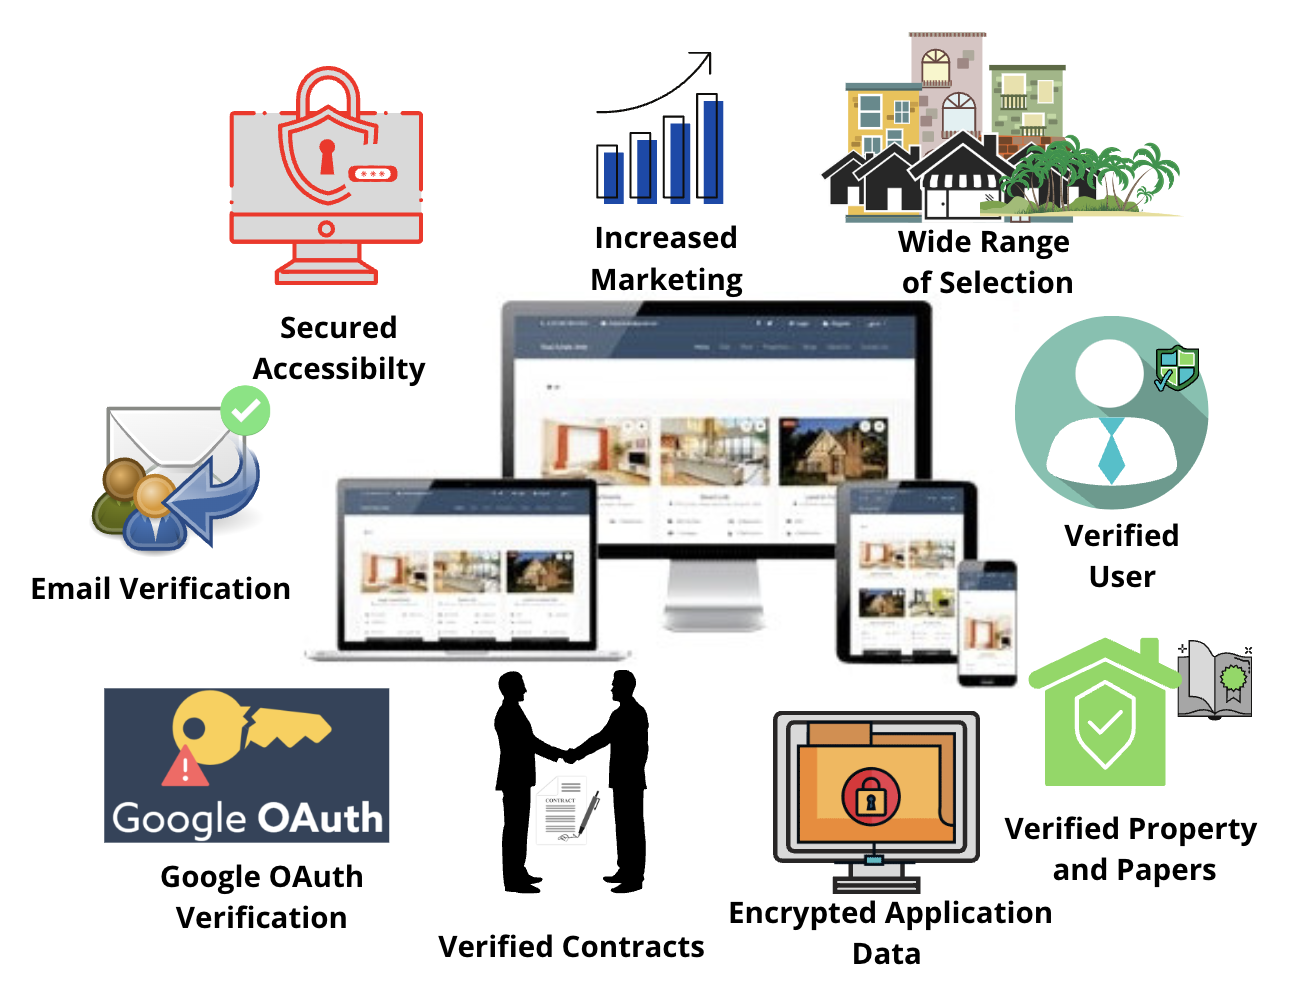 Increased
Marketing
Wide Range
of Selection
Secured
Accessibilty
Email Verification
Verified
User
Google OAuth
Google OAuth
Verification
CONTRACT
Verified Contracts
Encrypted Application
Data
Verified Property
and Papers